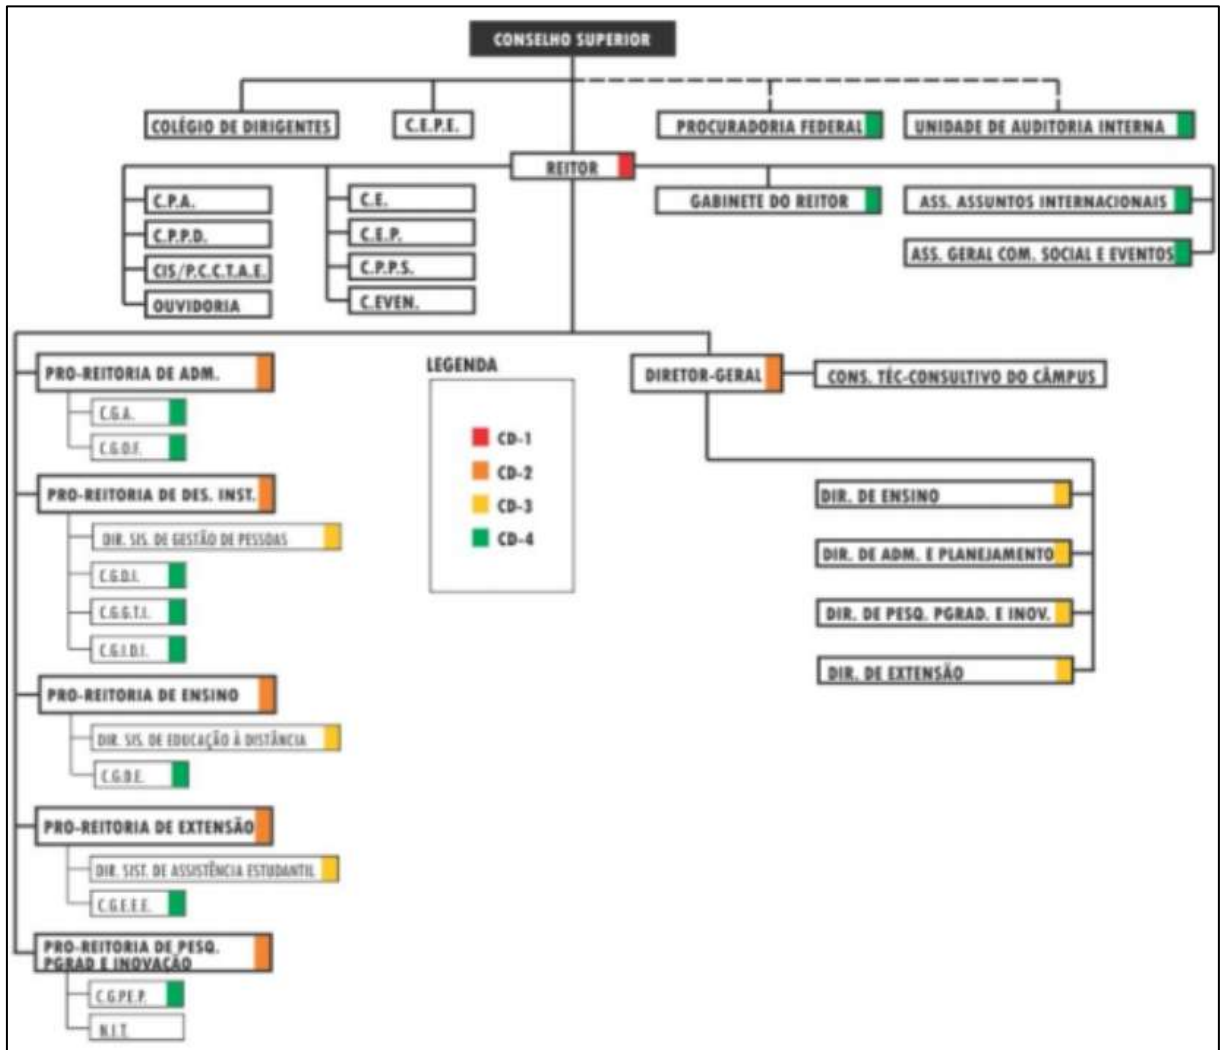 CONSELHO SUPERIOR
COLÉGIO DE DIRIGENTES
C.E.P.E.
PROCURADORIA FEDERAL
UNIDADE DE AUDITORIA INTERNA
REITOR
C.P.A.
C.P.P.D.
CIS/P.C.C.T.A.E.
OUVIDORIA
C.E.
C.E.P.
C.P.P.S.
C.EVEN.
GABINETE DO REITOR
ASS. ASSUNTOS INTERNACIONAIS
ASS. GERAL COM. SOCIAL E EVENTOS
PRO-REITORIA DE ADM.
C.G.A.
C.G.O.F.
PRO-REITORIA DE DES. INST.
DIR. SIS. DE GESTÃO DE PESSOAS
C.G.D.I.
C.G.G.T.I.
C.G.I.D.I.
PRO-REITORIA DE ENSINO
DIR. SIS. DE EDUCAÇÃO À DISTÂNCIA
C.G.D.E.
PRO-REITORIA DE EXTENSÃO
DIR. SIST. DE ASSISTÊNCIA ESTUDANTIL
C.G.E.E.E.
PRO-REITORIA DE PESQ.
PGRAD E INOVAÇÃO
C.G.PE.P.
N.I.T.
LEGENDA
CD-1
CD-2
CD-3
CD-4
DIRETOR-GERAL
CONS. TÉC-CONSULTIVO DO CÂMPUS
DIR. DE ENSINO
DIR. DE ADM. E PLANEJAMENTO
DIR. DE PESQ. PGRAD. E INOV.
DIR. DE EXTENSÃO